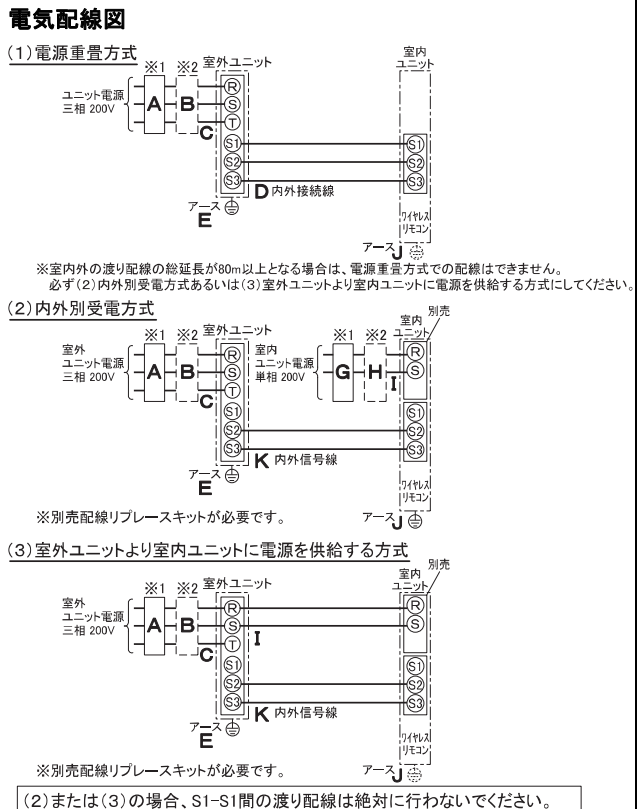 電気配線図
(1)電源重畳方式
※1 ※2 室外ユニット
室内
ユニット
ユニット電源
三相 200V
A B C
R
S
T
S1 S1
S2 S2
S3 S3
D 内外接続線
アース
E
ワイヤレス
リモコン
アース J
※室内外の渡り配線の総延長が80m以上となる場合は、電源重畳方式での配線はできません。
必ず(2)内外別受電方式あるいは(3)室外ユニットより室内ユニットに電源を供給する方式にしてください。
(2)内外別受電方式
※1 ※2 室外ユニット
※1 ※2
室内
ユニット
別売
室外
ユニット電源
三相 200V
A B C
R
S
T
室内
ユニット電源
単相 200V
G H I
R
S
S1 S1
S2 S2
S3 S3
K 内外信号線
アース
E
ワイヤレス
リモコン
アース J
※別売配線リプレースキットが必要です。
(3)室外ユニットより室内ユニットに電源を供給する方式
※1 ※2 室外ユニット
室内
ユニット
別売
室外
ユニット電源
三相 200V
A B C
R R
S S
T
I
S1 S1
S2 S2
S3 S3
K 内外信号線
アース
E
ワイヤレス
リモコン
アース J
※別売配線リプレースキットが必要です。
(2)または(3)の場合、S1-S1間の渡り配線は絶対に行わないでください。